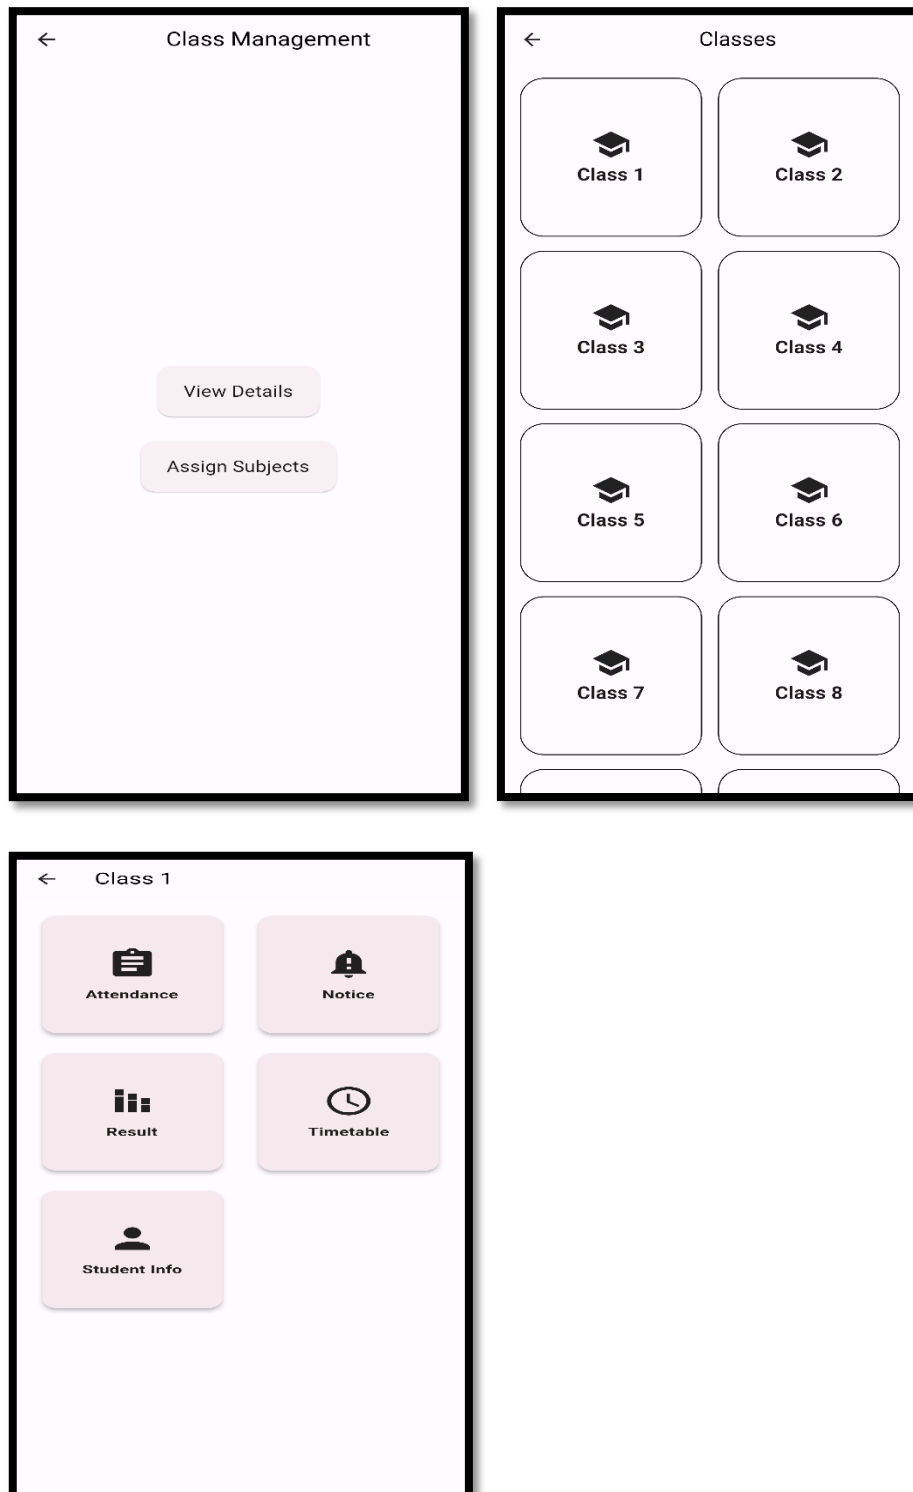 Class Management
View Details
Assign Subjects
Classes
Class 1
Class 2
Class 3
Class 4
Class 5
Class 6
Class 7
Class 8
Class 1
Attendance
Notice
Result
Timetable
Student Info